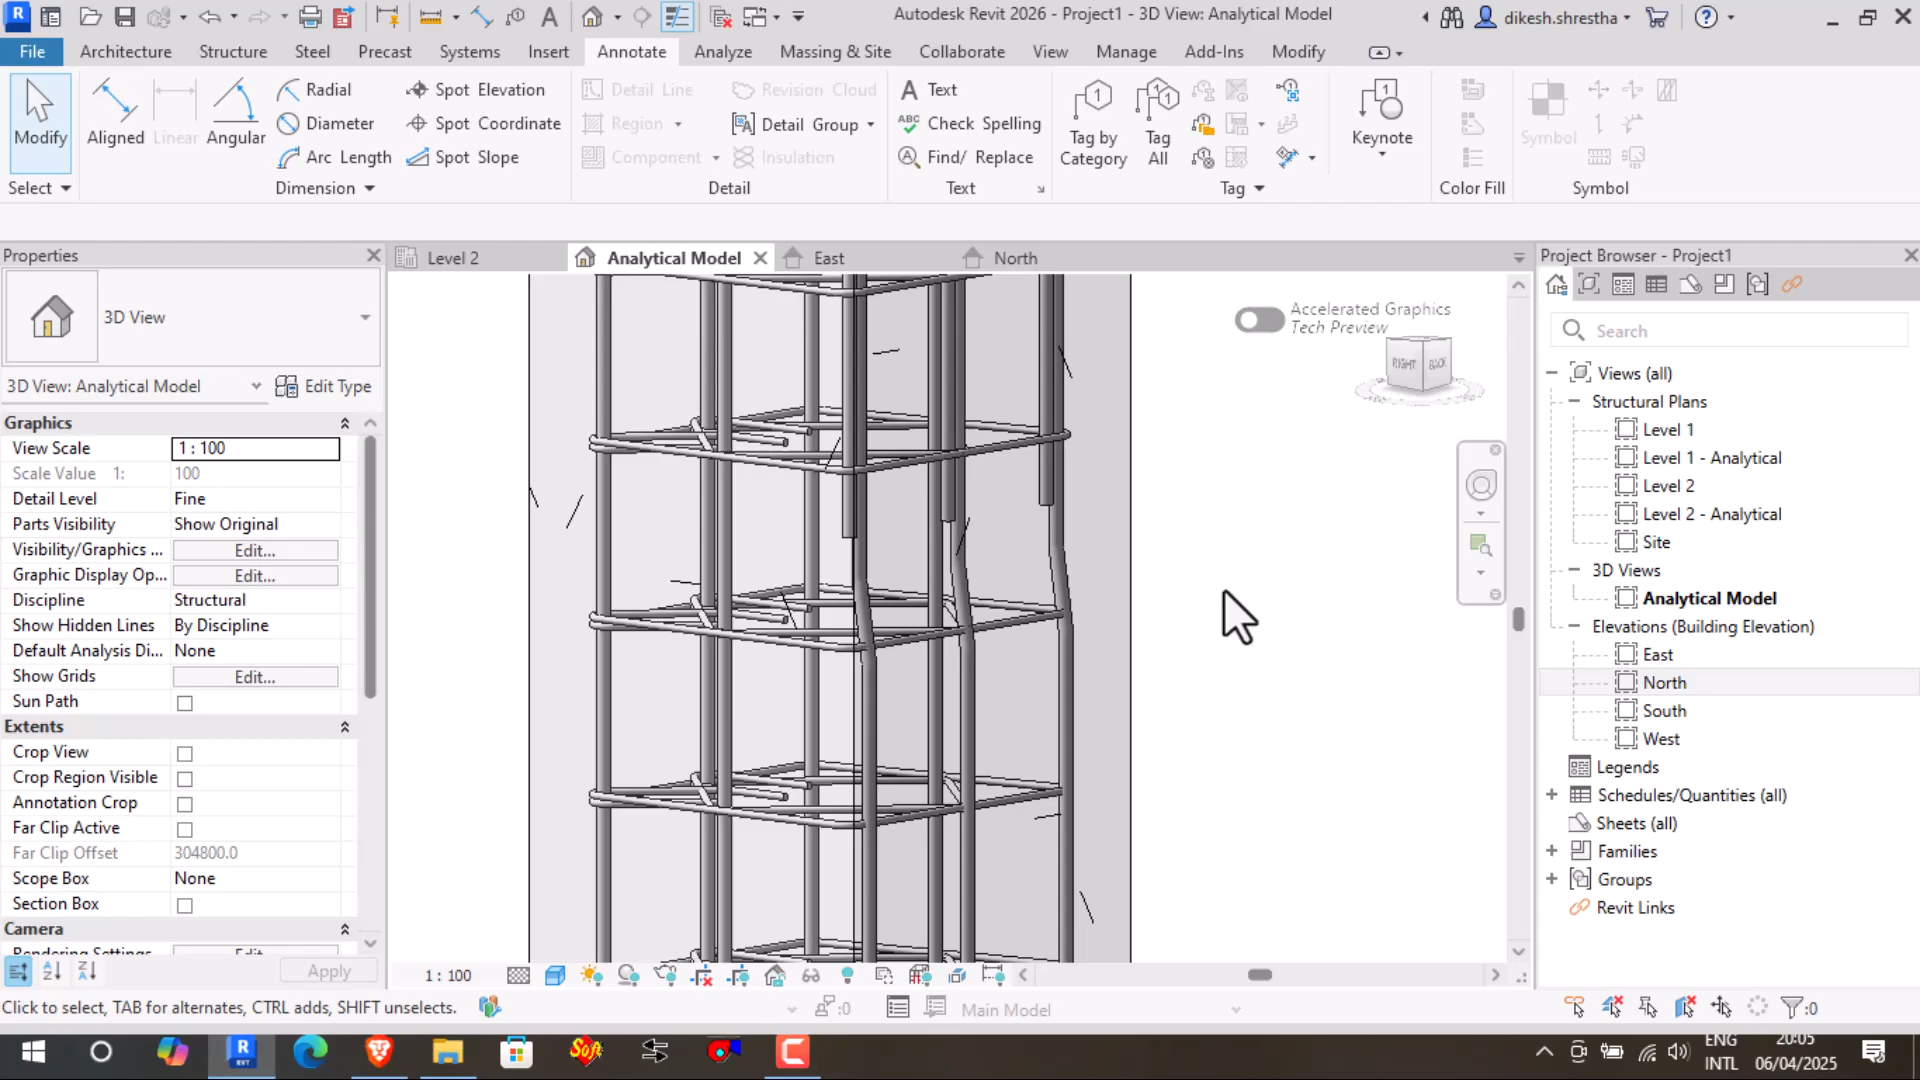 Autodesk Revit 2026 - Project1 - 3D View: Analytical Model
dikesh.shrestha
File Architecture Structure Steel Precast Systems Insert Annotate Analyze Massing & Site Collaborate View Manage Add-Ins Modify
Modify
Select
Aligned
Linear
Angular
Radial
Diameter
Arc Length
Spot Elevation
Spot Coordinate
Spot Slope
Dimension
Detail Line
Region
Component
Revision Cloud
Detail Group
Insulation
Detail
Text
ABC Check Spelling
Find/ Replace
Text
Tag by
Category
Tag
All
Tag
Keynote
Color Fill
Symbol
Symbol
Properties
3D View
3D View: Analytical Model Edit Type
Graphics
View Scale 1 : 100
Scale Value 1: 100
Detail Level Fine
Parts Visibility Show Original
Visibility/Graphics ... Edit...
Graphic Display Op... Edit...
Discipline Structural
Show Hidden Lines By Discipline
Default Analysis Di... None
Show Grids Edit...
Sun Path
Extents
Crop View
Crop Region Visible
Annotation Crop
Far Clip Active
Far Clip Offset 304800.0
Scope Box None
Section Box
Camera
Rendering Settings Edit...
Apply
Level 2 Analytical Model East North
Accelerated Graphics
Tech Preview
RIGHT BACK
1 : 100
Project Browser - Project1
Search
Views (all)
Structural Plans
Level 1
Level 1 - Analytical
Level 2
Level 2 - Analytical
Site
3D Views
Analytical Model
Elevations (Building Elevation)
East
North
South
West
Legends
Schedules/Quantities (all)
Sheets (all)
Families
Groups
Revit Links
Click to select, TAB for alternates, CTRL adds, SHIFT unselects.
:0
Main Model
:0
R
RVT
Soft
ENG
INTL
20:05
06/04/2025